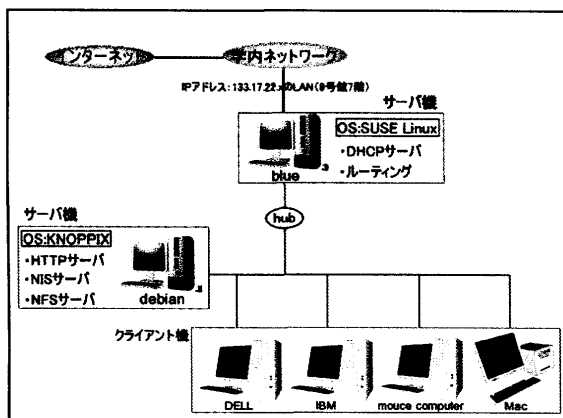 インターネット
学内ネットワーク
IPアドレス:133.17.22.xのLAN(8号館7階)
サーバ機
OS:SUSE Linux
・DHCPサーバ
・ルーティング
blue
hub
サーバ機
OS:KNOPPIX
・HTTPサーバ
・NISサーバ
・NFSサーバ
debian
クライアント機
DELL
IBM
mouce computer
Mac